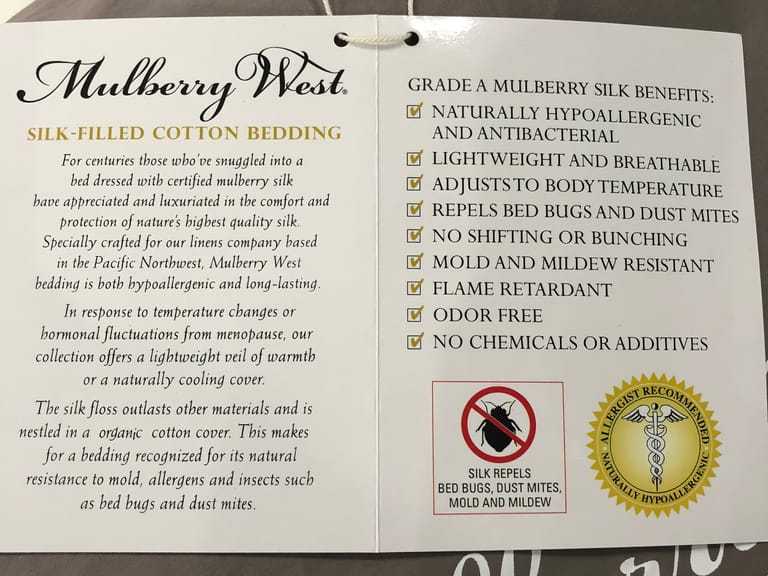 Mulberry West®
SILK-FILLED COTTON BEDDING
For centuries those who've snuggled into a
bed dressed with certified mulberry silk
have appreciated and luxuriated in the comfort and
protection of nature's highest quality silk.
Specially crafted for our linens company based
in the Pacific Northwest, Mulberry West
bedding is both hypoallergenic and long-lasting.
In response to temperature changes or
hormonal fluctuations from menopause, our
collection offers a lightweight veil of warmth
or a naturally cooling cover.
The silk floss outlasts other materials and is
nestled in a organic cotton cover. This makes
for a bedding recognized for its natural
resistance to mold, allergens and insects such
as bed bugs and dust mites.
GRADE A MULBERRY SILK BENEFITS:
NATURALLY HYPOALLERGENIC
AND ANTIBACTERIAL
LIGHTWEIGHT AND BREATHABLE
ADJUSTS TO BODY TEMPERATURE
REPELS BED BUGS AND DUST MITES
NO SHIFTING OR BUNCHING
MOLD AND MILDEW RESISTANT
FLAME RETARDANT
ODOR FREE
NO CHEMICALS OR ADDITIVES
SILK REPELS
BED BUGS, DUST MITES,
MOLD AND MILDEW
ALLERGIST RECOMMENDED
NATURALLY HYPOALLERGENIC